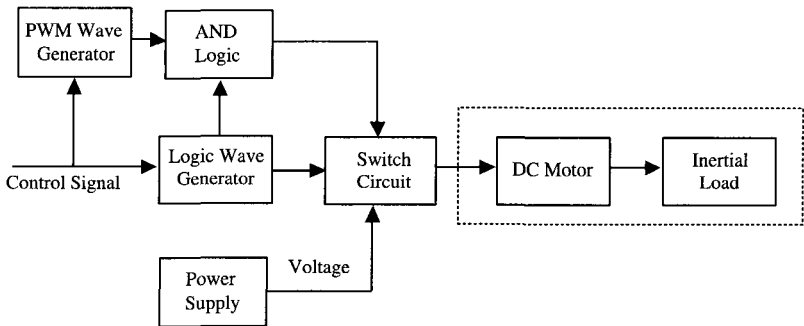 PWM Wave
Generator
AND
Logic
Control Signal
Logic Wave
Generator
Switch
Circuit
DC Motor
Inertial
Load
Voltage
Power
Supply